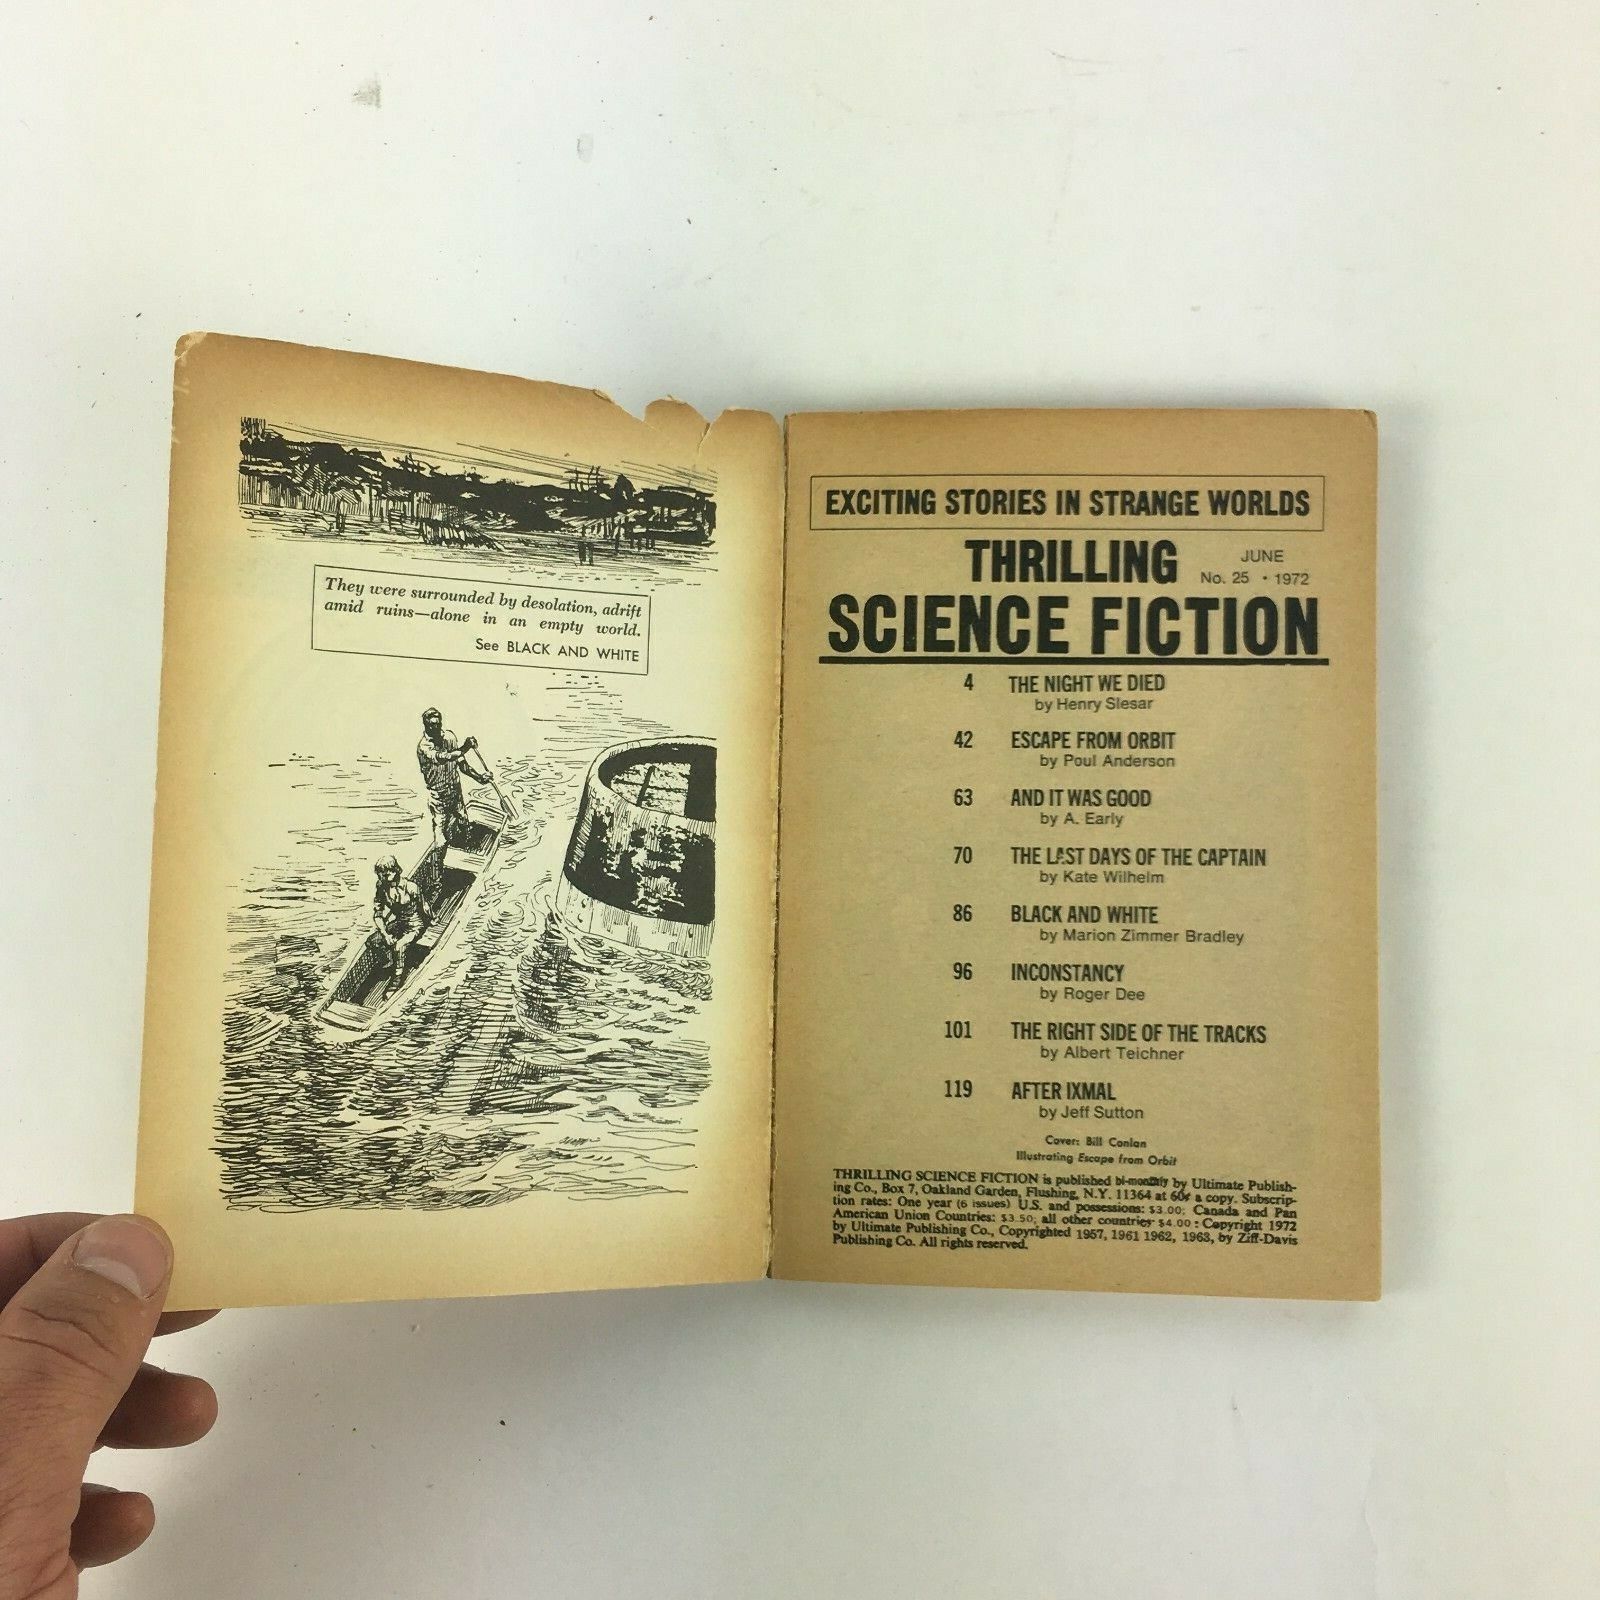 They were surrounded by desolation, adrift
amid ruins—alone in an empty world.
See BLACK AND WHITE
EXCITING STORIES IN STRANGE WORLDS
THRILLING
JUNE
No. 25 • 1972
SCIENCE FICTION
4 THE NIGHT WE DIED
by Henry Slesar
42 ESCAPE FROM ORBIT
by Poul Anderson
63 AND IT WAS GOOD
by A. Early
70 THE LAST DAYS OF THE CAPTAIN
by Kate Wilhelm
86 BLACK AND WHITE
by Marion Zimmer Bradley
96 INCONSTANCY
by Roger Dee
101 THE RIGHT SIDE OF THE TRACKS
by Albert Teichner
119 AFTER IXMAL
by Jeff Sutton
Cover: Bill Conlan
Illustrating Escape from Orbit
THRILLING SCIENCE FICTION is published bi-monthly by Ultimate Publish-
ing Co., Box 7, Oakland Garden, Flushing, N.Y. 11364 at 60¢ a copy. Subscrip-
tion rates: One year (6 issues) U.S. and possessions: $3.00; Canada and Pan
American Union Countries: $3.50; all other countries $4.00: Copyright 1972
by Ultimate Publishing Co., Copyrighted 1957, 1961 1962, 1963, by Ziff-Davis
Publishing Co. All rights reserved.